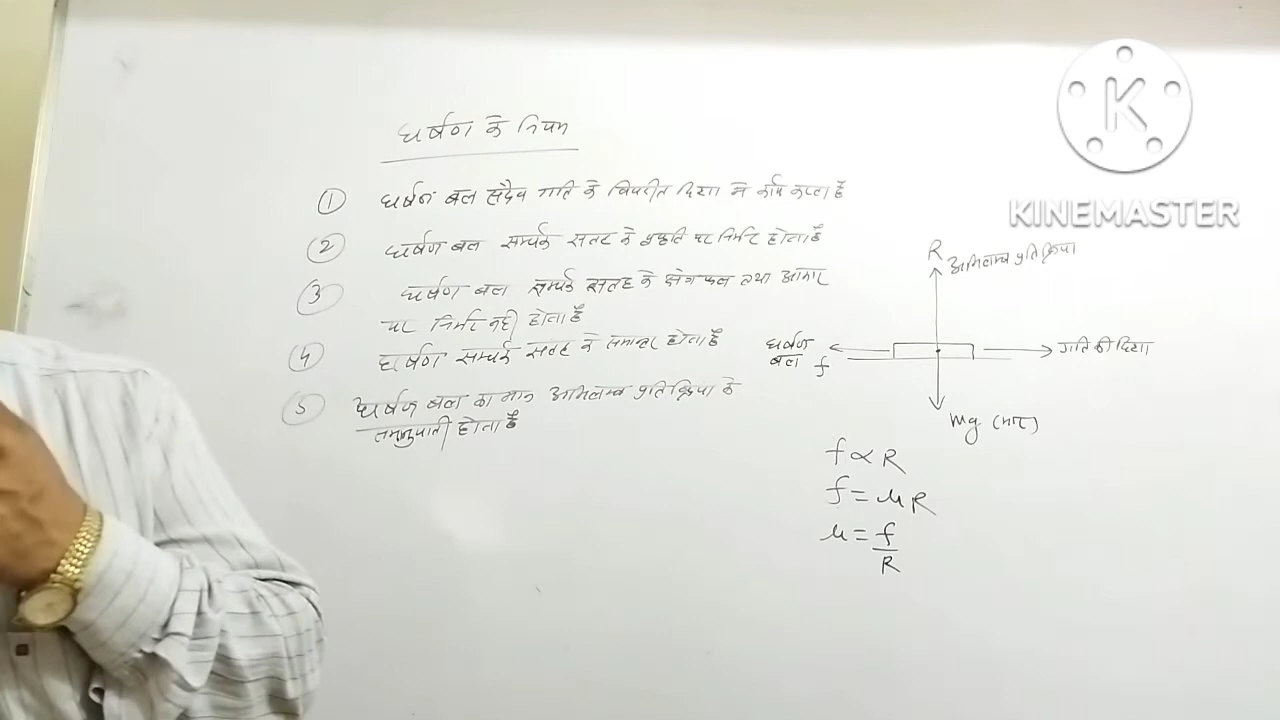 घर्षण के नियम
① घर्षण बल सदैव गति के विपरीत दिशा मे कार्य करता है
② घर्षण बल सम्पर्क सतह के प्रकृति पर निर्भर होता है
③ घर्षण बल सम्पर्क सतह के क्षेत्रफल तथा आकार
पर निर्भर नही होता है
④ घर्षण सम्पर्क सतह के समान्तर होता है
⑤ घर्षण बल का मान अभिलम्ब प्रतिक्रिया के
समानुपाती होता है
K
KINEMASTER
R अभिलम्ब प्रतिक्रिया
घर्षण
बल f
गति की दिशा
mg (भार)
f ∝ R
f = μR
μ = f
R